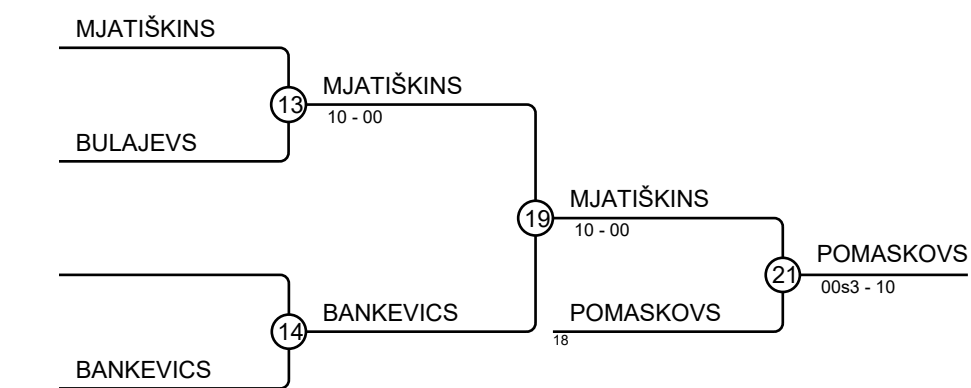 MJATIŠKINS
13
MJATIŠKINS
10 - 00
BULAJEVS
19
MJATIŠKINS
10 - 00
21
POMASKOVS
00s3 - 10
14
BANKEVICS
POMASKOVS
18
BANKEVICS